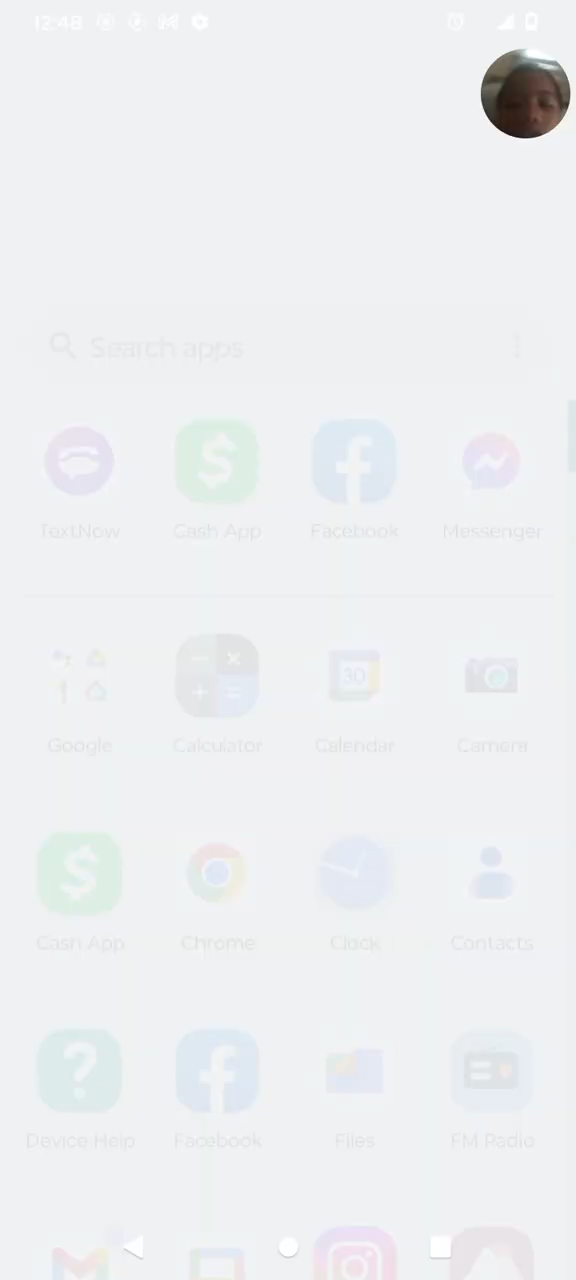 12:48
Search apps
TextNow Cash App Facebook Messenger
30
Google Calculator Calendar Camera
Cash App Chrome Clock Contacts
Device Help Facebook Files FM Radio